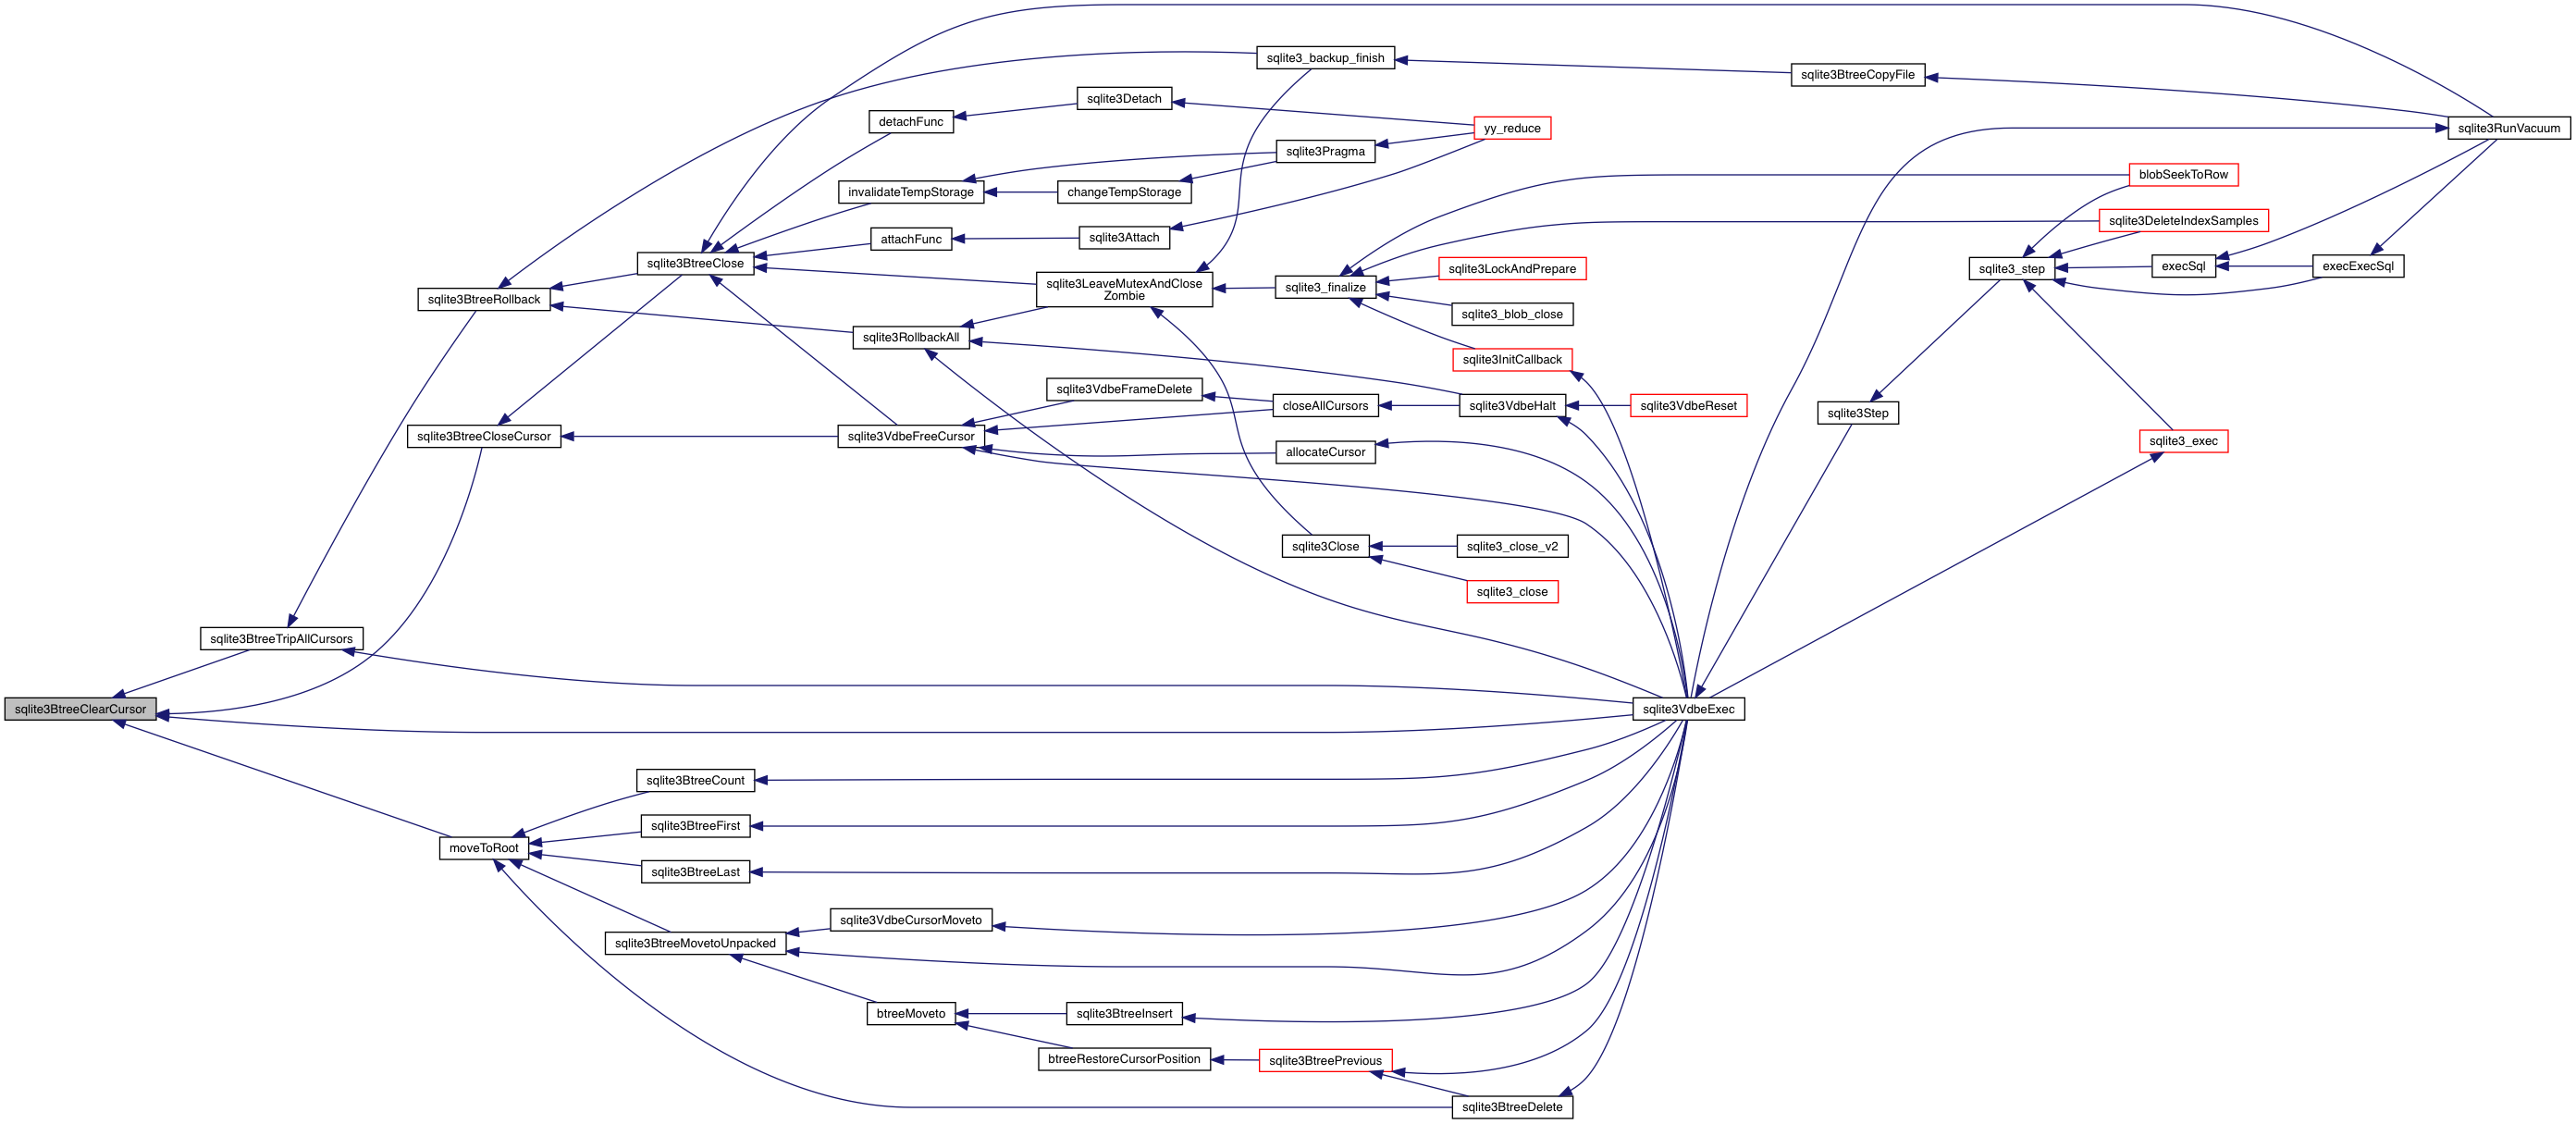 sqlite3_backup_finish
sqlite3BtreeCopyFile
sqlite3Detach
detachFunc
yy_reduce
sqlite3RunVacuum
sqlite3Pragma
blobSeekToRow
invalidateTempStorage
changeTempStorage
sqlite3DeleteIndexSamples
attachFunc
sqlite3Attach
sqlite3BtreeClose
sqlite3LockAndPrepare
sqlite3_step
execSql
execExecSql
sqlite3LeaveMutexAndClose
Zombie
sqlite3_finalize
sqlite3BtreeRollback
sqlite3_blob_close
sqlite3RollbackAll
sqlite3InitCallback
sqlite3VdbeFrameDelete
closeAllCursors
sqlite3VdbeHalt
sqlite3VdbeReset
sqlite3Step
sqlite3BtreeCloseCursor
sqlite3VdbeFreeCursor
sqlite3_exec
allocateCursor
sqlite3Close
sqlite3_close_v2
sqlite3_close
sqlite3BtreeTripAllCursors
sqlite3BtreeClearCursor
sqlite3VdbeExec
sqlite3BtreeCount
sqlite3BtreeFirst
moveToRoot
sqlite3BtreeLast
sqlite3VdbeCursorMoveto
sqlite3BtreeMovetoUnpacked
btreeMoveto
sqlite3BtreeInsert
btreeRestoreCursorPosition
sqlite3BtreePrevious
sqlite3BtreeDelete